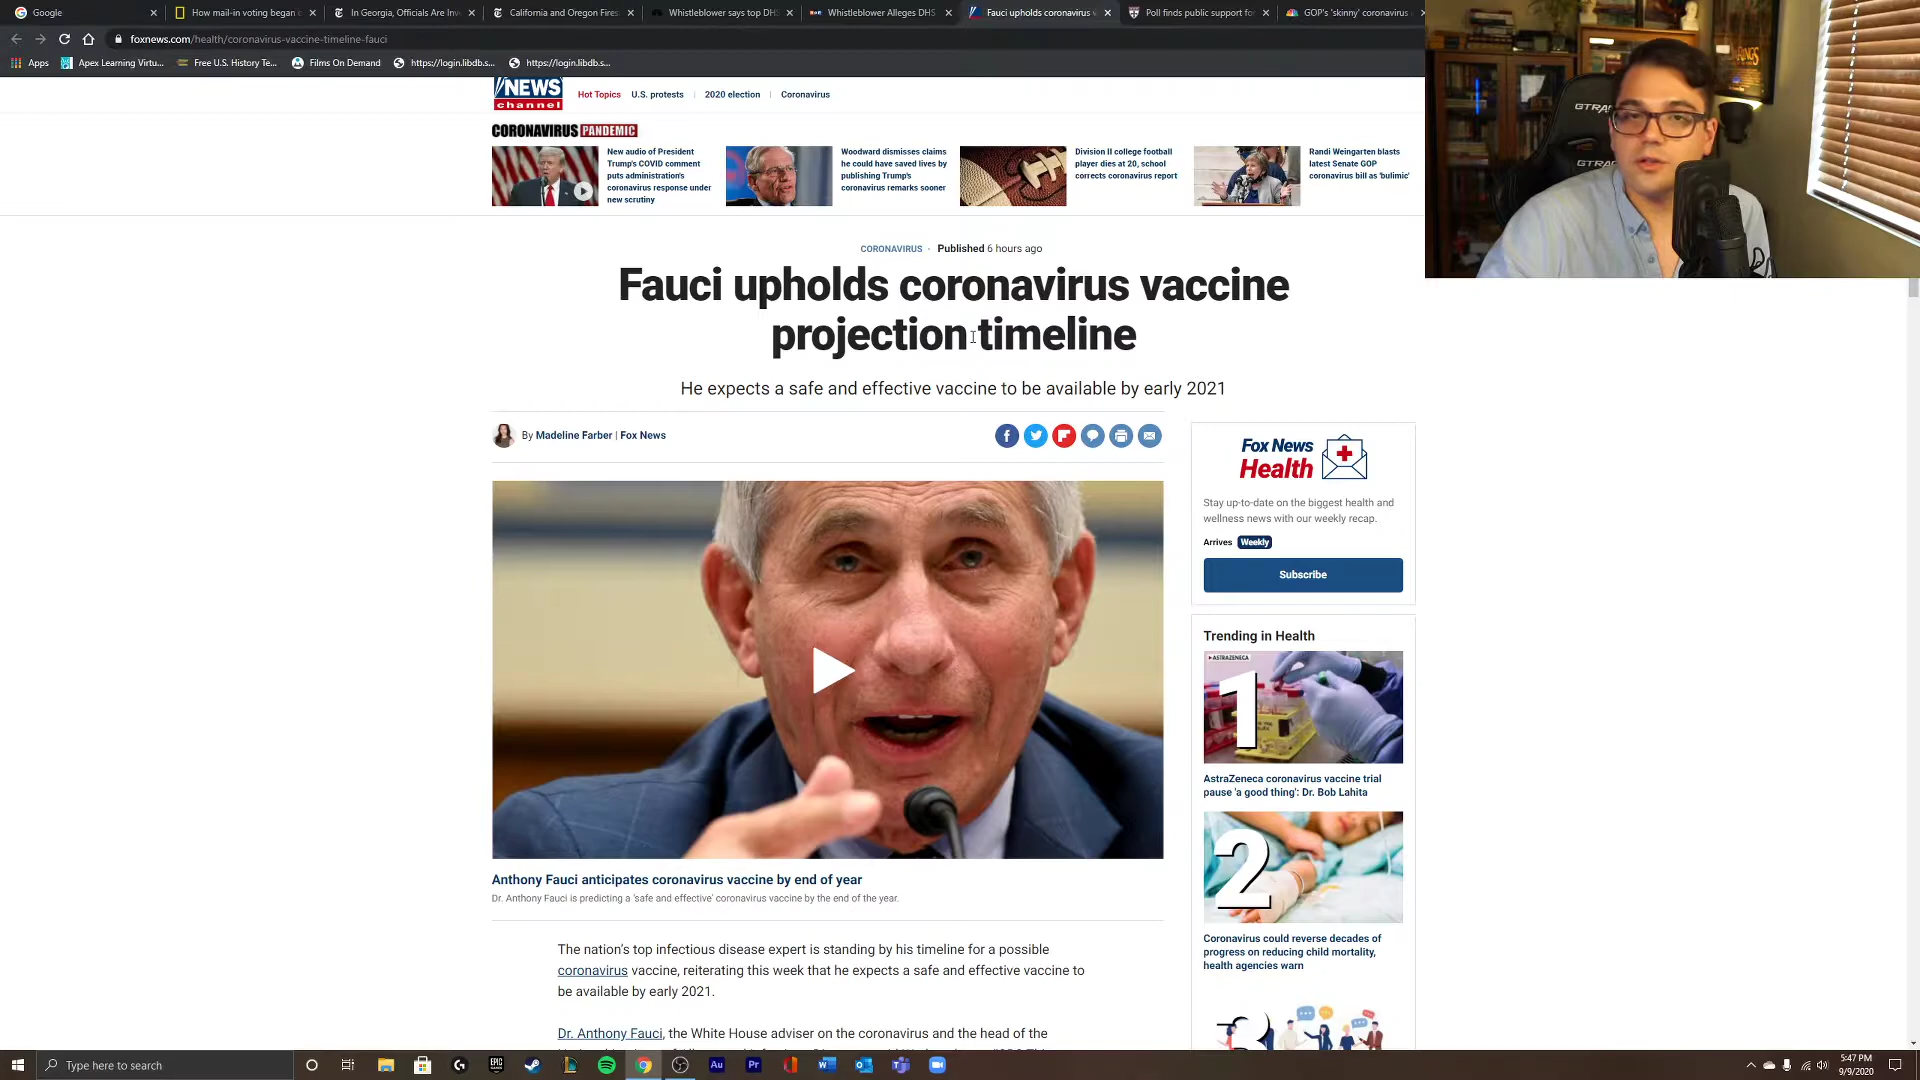 Google
How mail-in voting began
In Georgia, Officials Are Inv
California and Oregon Fires
Whistleblower says top DHS
Whistleblower Alleges DHS
Fauci upholds coronavirus
Poll finds public support fo
GOP's 'skinny' coronavirus
foxnews.com/health/coronavirus-vaccine-timeline-fauci
Apps
Apex Learning Virtu...
Free U.S. History Te...
Films On Demand
https://login.libdb.s...
https://login.libdb.s...
NEWS
channel
Hot Topics
U.S. protests
2020 election
Coronavirus
CORONAVIRUS PANDEMIC
New audio of President
Trump's COVID comment
puts administration's
coronavirus response under
new scrutiny
Woodward dismisses claims
he could have saved lives by
publishing Trump's
coronavirus remarks sooner
Division II college football
player dies at 20, school
corrects coronavirus report
Randi Weingarten blasts
latest Senate GOP
coronavirus bill as 'bulimic'
GTRA
GTRA
RINGS
CORONAVIRUS · Published 6 hours ago
Fauci upholds coronavirus vaccine
projection timeline
He expects a safe and effective vaccine to be available by early 2021
By Madeline Farber | Fox News
Fox News
Health
Stay up-to-date on the biggest health and
wellness news with our weekly recap.
Arrives Weekly
Subscribe
Anthony Fauci anticipates coronavirus vaccine by end of year
Dr. Anthony Fauci is predicting a 'safe and effective' coronavirus vaccine by the end of the year.
The nation's top infectious disease expert is standing by his timeline for a possible
coronavirus vaccine, reiterating this week that he expects a safe and effective vaccine to
be available by early 2021.
Dr. Anthony Fauci, the White House adviser on the coronavirus and the head of the
Trending in Health
ASTRAZENECA
1
AstraZeneca coronavirus vaccine trial
pause 'a good thing': Dr. Bob Lahita
2
Coronavirus could reverse decades of
progress on reducing child mortality,
health agencies warn
3
Type here to search
5:47 PM
9/9/2020